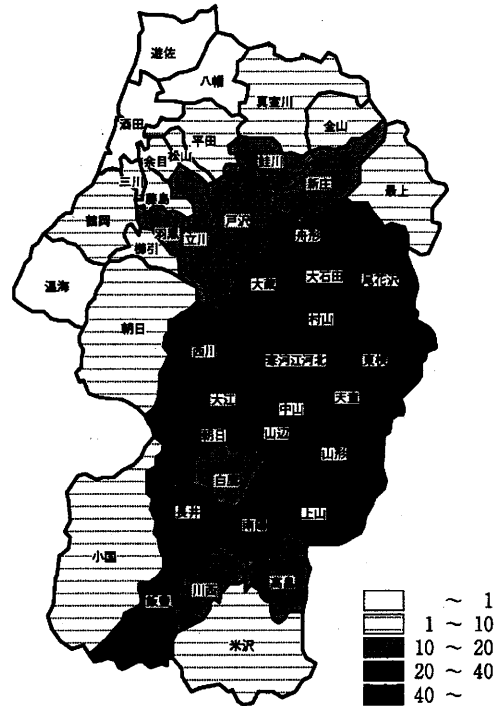 遊佐
八幡
真室川
酒田
金山
平田
松山
余目
鮭川
三川
新庄
最上
藤島
鶴岡
戸沢
羽黒
立川
舟形
櫛引
大蔵
大石田
尾花沢
温海
村山
朝日
西川
寒河江
河北
東根
大江
中山
天童
朝日
山辺
山形
白鷹
長井
上山
南陽
小国
川西
高畠
飯豊
米沢
～ 1
1 ～ 10
10 ～ 20
20 ～ 40
40 ～